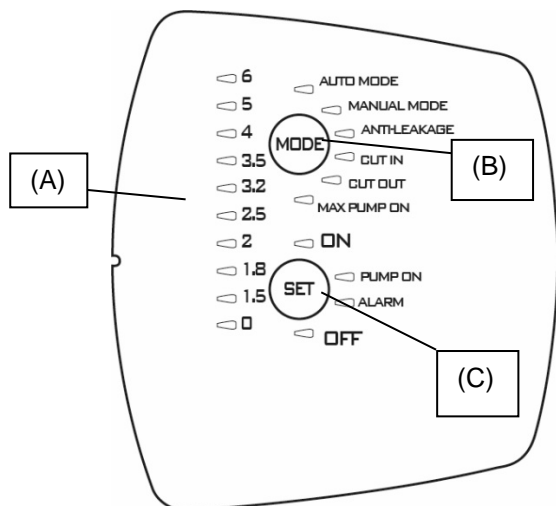 6
5
4
3.5
3.2
2.5
2
1.8
1.5
0
AUTO MODE
MANUAL MODE
ANTI-LEAKAGE
CUT IN
CUT OUT
MAX PUMP ON
MODE
ON
PUMP ON
ALARM
SET
OFF
(A)
(B)
(C)